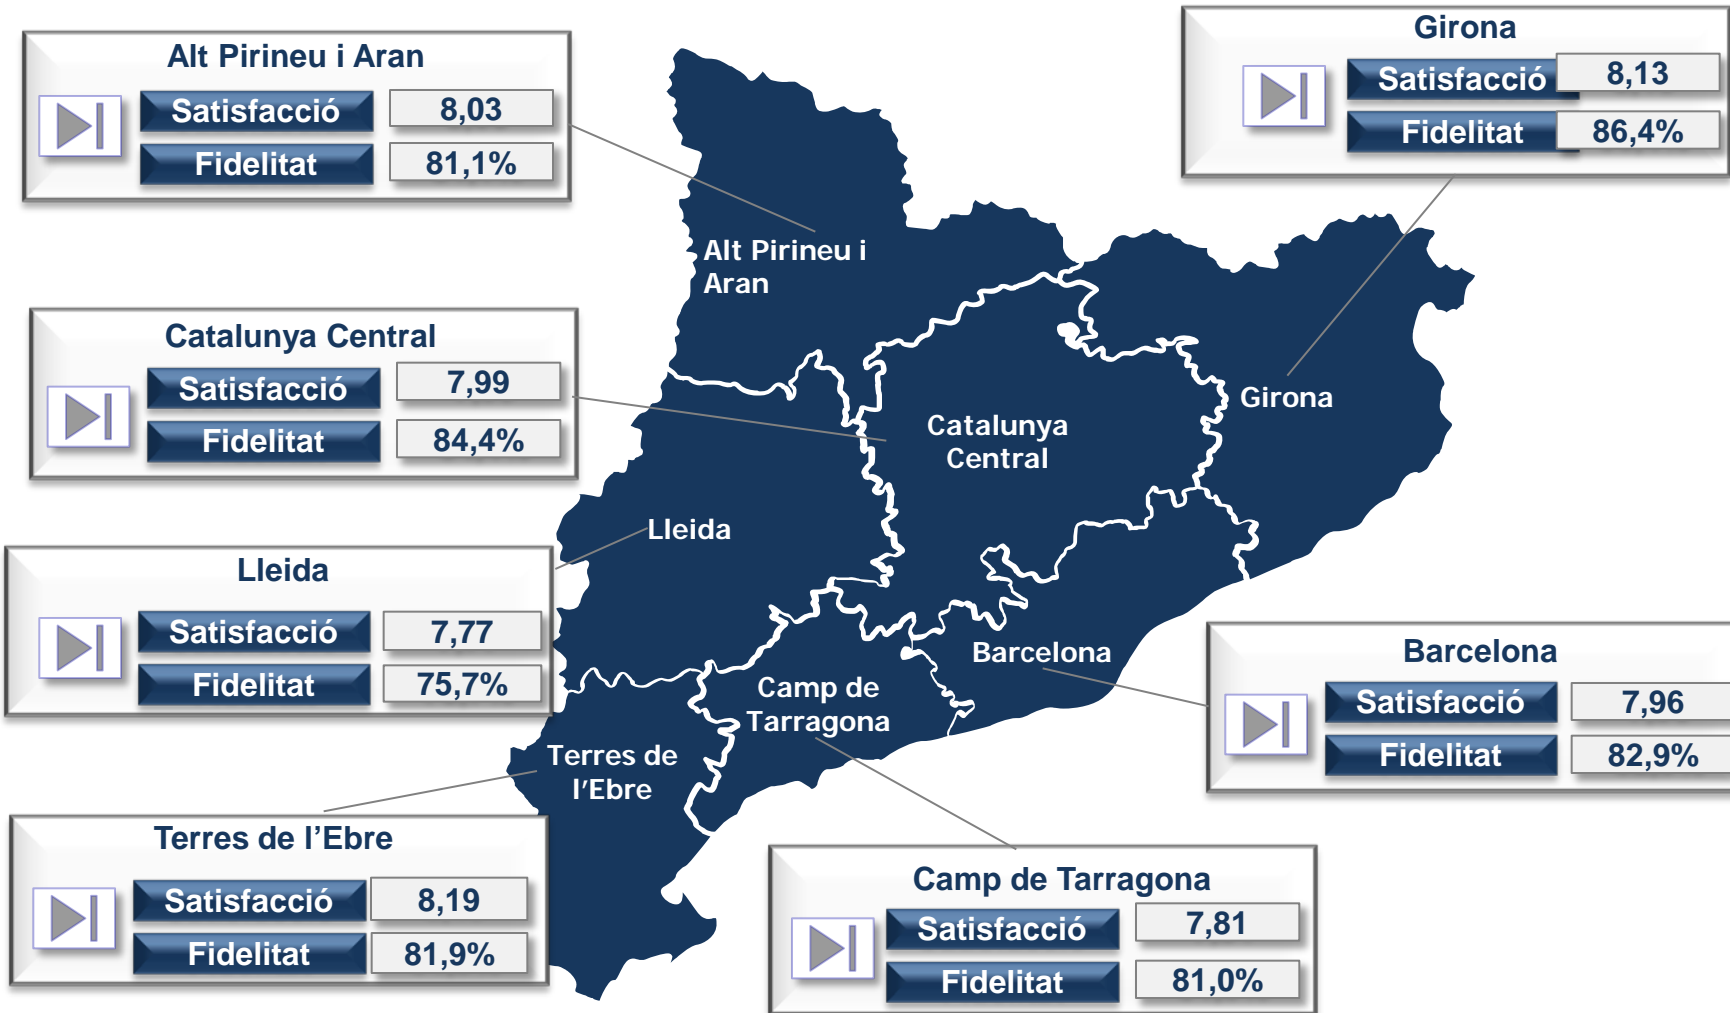 Alt Pirineu i Aran
Satisfacció 8,03
Fidelitat 81,1%
Girona
Satisfacció 8,13
Fidelitat 86,4%
Alt Pirineu i
Aran
Catalunya Central
Satisfacció 7,99
Fidelitat 84,4%
Girona
Catalunya
Central
Lleida
Lleida
Satisfacció 7,77
Fidelitat 75,7%
Barcelona
Barcelona
Satisfacció 7,96
Fidelitat 82,9%
Camp de
Tarragona
Terres de
l'Ebre
Terres de l’Ebre
Satisfacció 8,19
Fidelitat 81,9%
Camp de Tarragona
Satisfacció 7,81
Fidelitat 81,0%